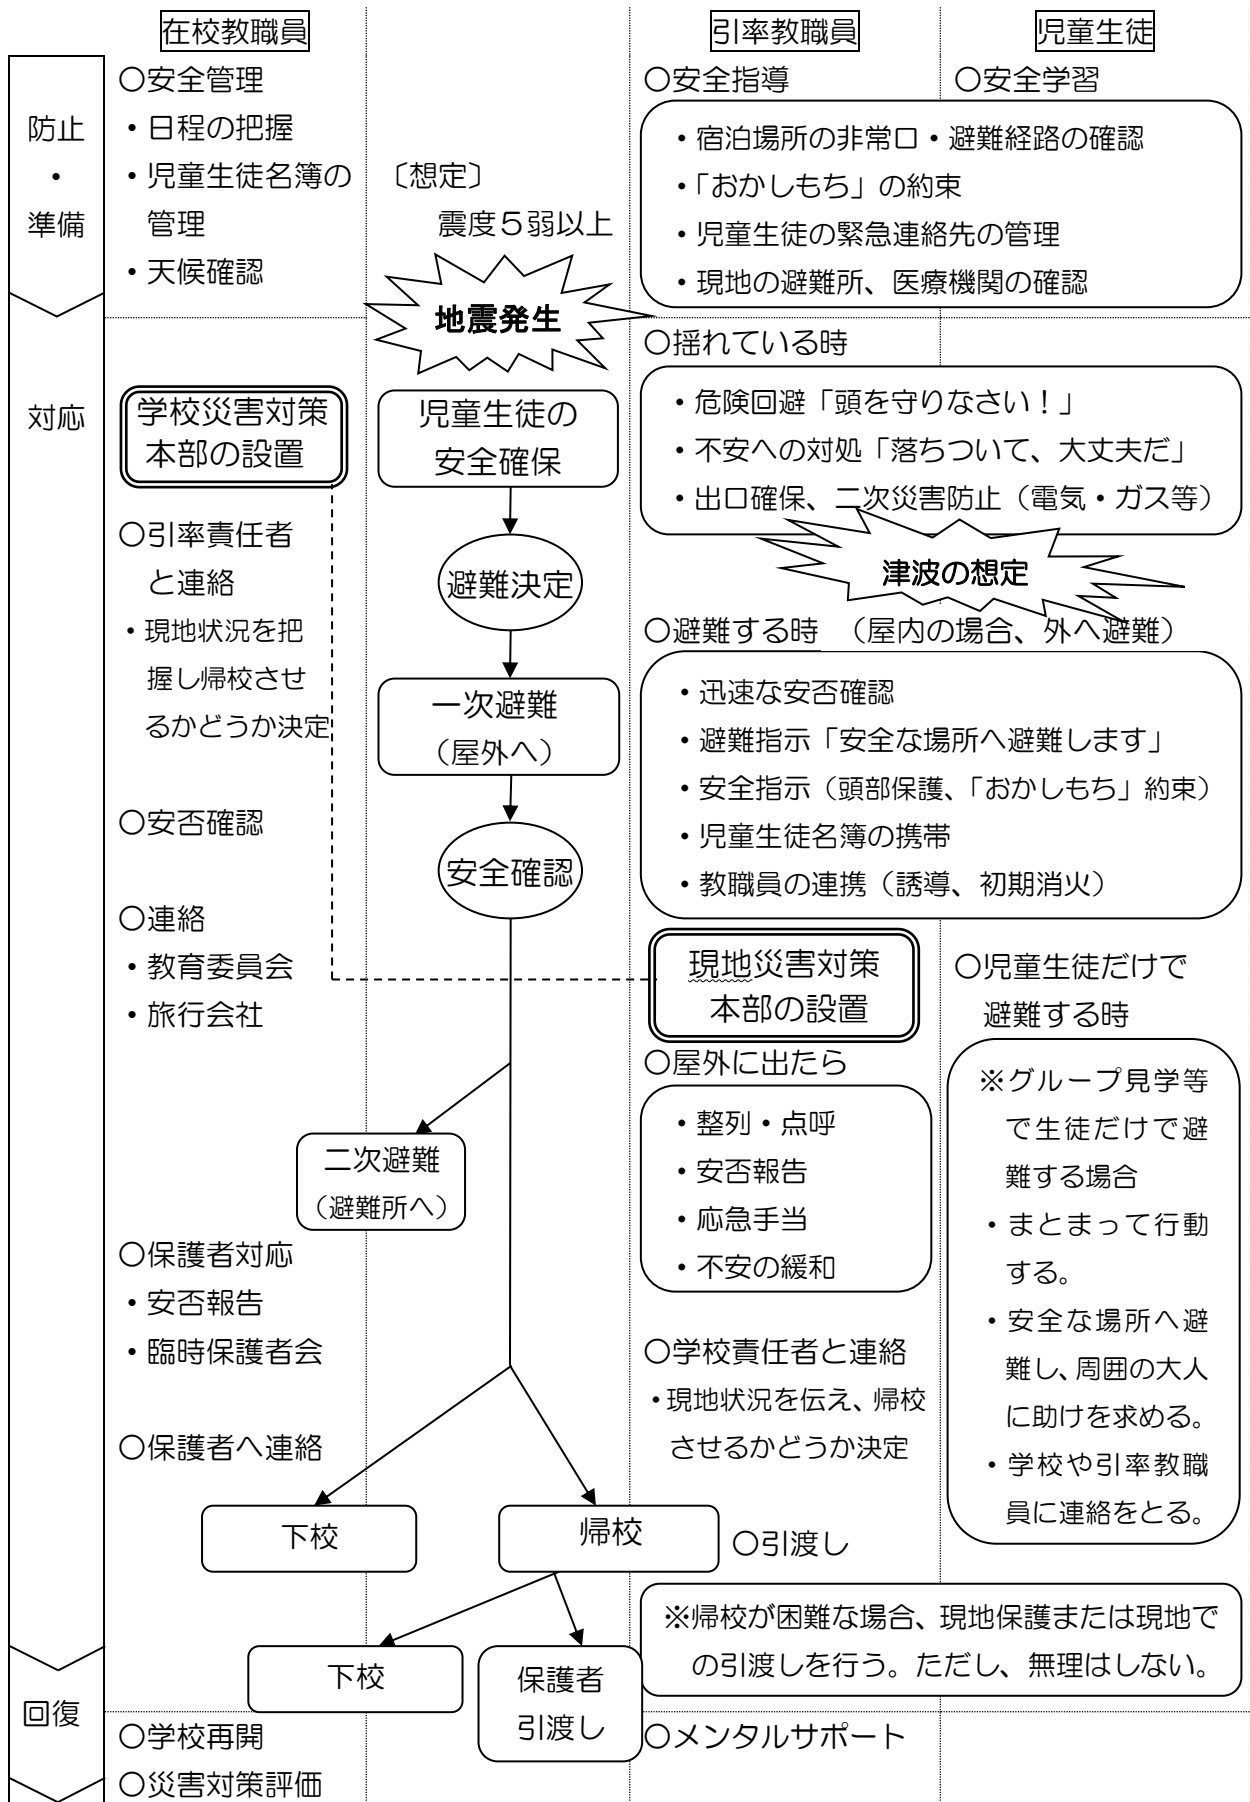 在校教職員
引率教職員
児童生徒
防止
・
準備
〇安全管理
・日程の把握
・児童生徒名簿の
管理
・天候確認
〔想定〕
震度５弱以上
地震発生
〇安全指導
〇安全学習
・宿泊場所の非常口・避難経路の確認
・「おかしもち」の約束
・児童生徒の緊急連絡先の管理
・現地の避難所、医療機関の確認
対応
学校災害対策
本部の設置
児童生徒の
安全確保
〇揺れている時
・危険回避「頭を守りなさい！」
・不安への対処「落ちついて、大丈夫だ」
・出口確保、二次災害防止（電気・ガス等）
津波の想定
〇引率責任者
と連絡
・現地状況を把
握し帰校させ
るかどうか決定
避難決定
一次避難
（屋外へ）
〇避難する時　（屋内の場合、外へ避難）
・迅速な安否確認
・避難指示「安全な場所へ避難します」
・安全指示（頭部保護、「おかしもち」約束）
・児童生徒名簿の携帯
・教職員の連携（誘導、初期消火）
〇安否確認
安全確認
〇連絡
・教育委員会
・旅行会社
現地災害対策
本部の設置
〇児童生徒だけで
避難する時
〇屋外に出たら
・整列・点呼
・安否報告
・応急手当
・不安の緩和
※グループ見学等
で生徒だけで避
難する場合
・まとまって行動
する。
・安全な場所へ避
難し、周囲の大人
に助けを求める。
・学校や引率教職
員に連絡をとる。
二次避難
（避難所へ）
〇保護者対応
・安否報告
・臨時保護者会
〇学校責任者と連絡
・現地状況を伝え、帰校
させるかどうか決定
〇保護者へ連絡
下校
帰校
〇引渡し
※帰校が困難な場合、現地保護または現地で
の引渡しを行う。ただし、無理はしない。
下校
保護者
引渡し
回復
〇学校再開
〇災害対策評価
〇メンタルサポート